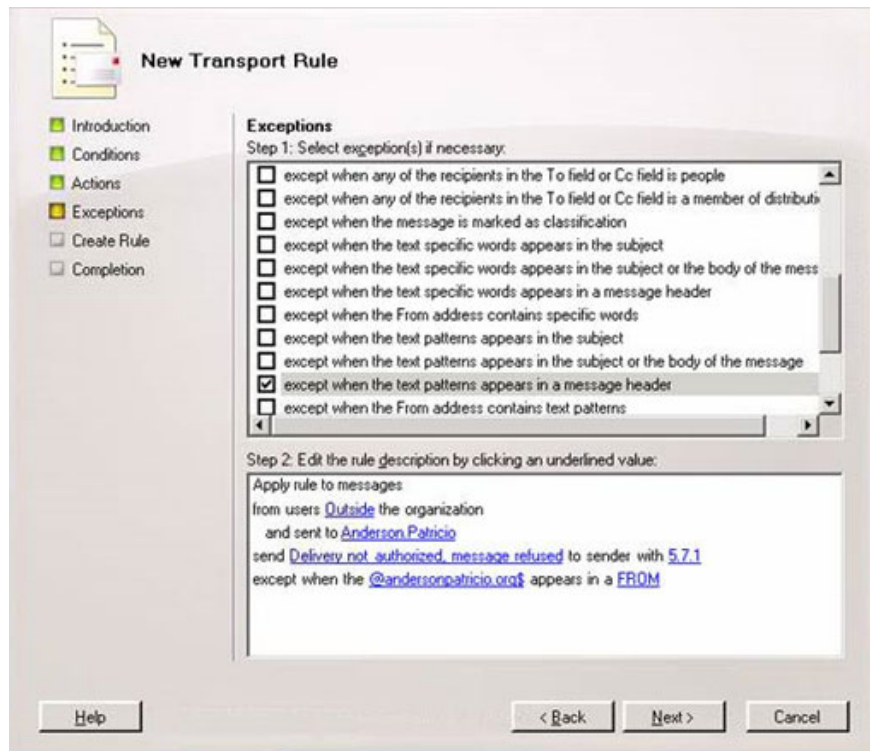 New Transport Rule
Introduction
Conditions
Actions
Exceptions
Create Rule
Completion
Exceptions
Step 1: Select exception(s) if necessary:
except when any of the recipients in the To field or Cc field is people
except when any of the recipients in the To field or Cc field is a member of distributi
except when the message is marked as classification
except when the text specific words appears in the subject
except when the text specific words appears in the subject or the body of the mess
except when the text specific words appears in a message header
except when the From address contains specific words
except when the text patterns appears in the subject
except when the text patterns appears in the subject or the body of the message
except when the text patterns appears in a message header
except when the From address contains text patterns
Step 2: Edit the rule description by clicking an underlined value:
Apply rule to messages
from users Outside the organization
and sent to Anderson.Patricio
send Delivery not authorized, message refused to sender with 5.7.1
except when the @andersonpatricio.org$ appears in a FROM
Help
< Back
Next >
Cancel